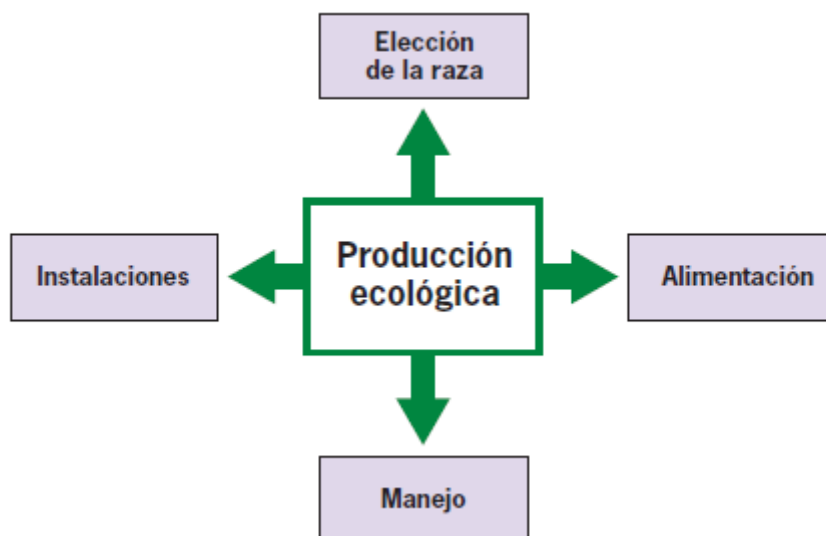 Elección
de la raza
Producción
ecológica
Instalaciones
Alimentación
Manejo